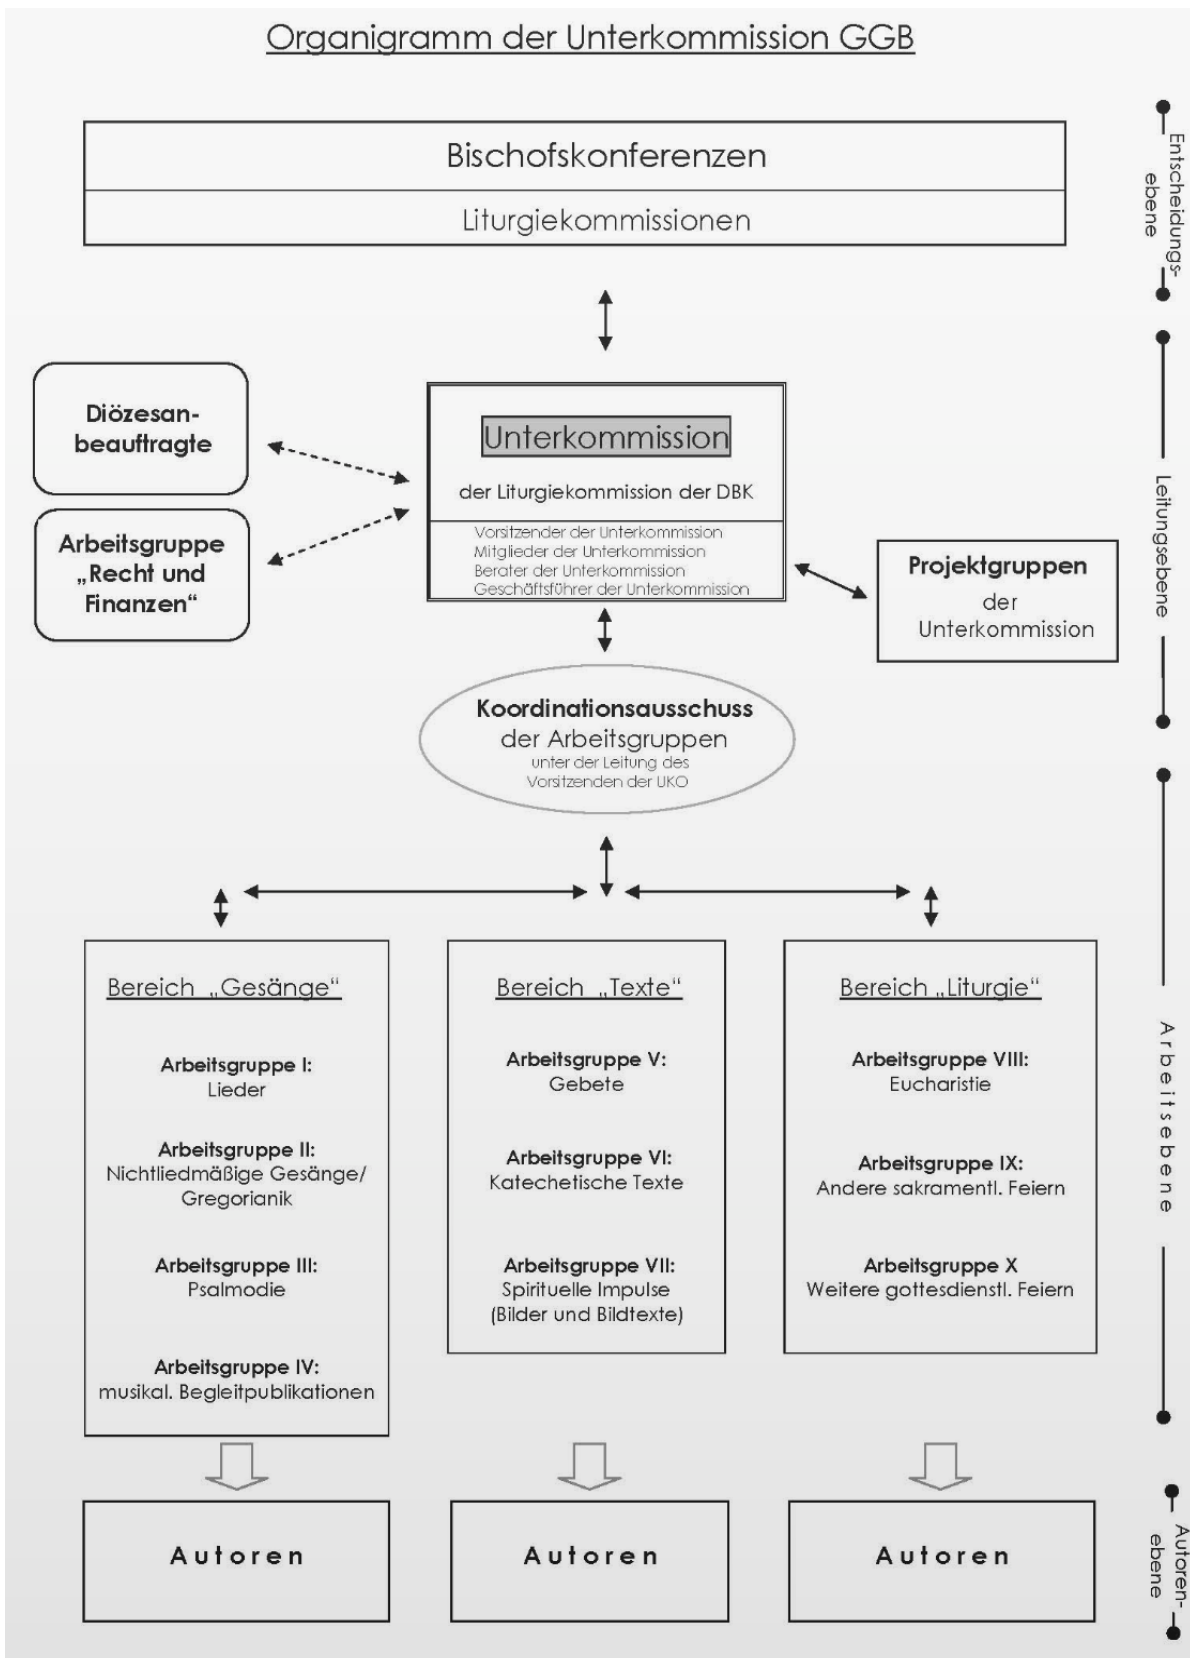 Organigramm der Unterkommission GGB
Bischofskonferenzen
Liturgiekommissionen
Entscheidungs-
ebene
Diözesan-
beauftragte
Arbeitsgruppe
„Recht und
Finanzen“
Unterkommission
der Liturgiekommission der DBK
Vorsitzender der Unterkommission
Mitglieder der Unterkommission
Berater der Unterkommission
Geschäftsführer der Unterkommission
Projektgruppen
der
Unterkommission
Leitungsebene
Koordinationsausschuss
der Arbeitsgruppen
unter der Leitung des
Vorsitzenden der UKO
Bereich „Gesänge“
Arbeitsgruppe I:
Lieder
Arbeitsgruppe II:
Nichtliedmäßige Gesänge/
Gregorianik
Arbeitsgruppe III:
Psalmodie
Arbeitsgruppe IV:
musikal. Begleitpublikationen
Bereich „Texte“
Arbeitsgruppe V:
Gebete
Arbeitsgruppe VI:
Katechetische Texte
Arbeitsgruppe VII:
Spirituelle Impulse
(Bilder und Bildtexte)
Bereich „Liturgie“
Arbeitsgruppe VIII:
Eucharistie
Arbeitsgruppe IX:
Andere sakramentl. Feiern
Arbeitsgruppe X
Weitere gottesdienstl. Feiern
Arbeitsebene
Autoren
Autoren
Autoren
Autoren-
ebene